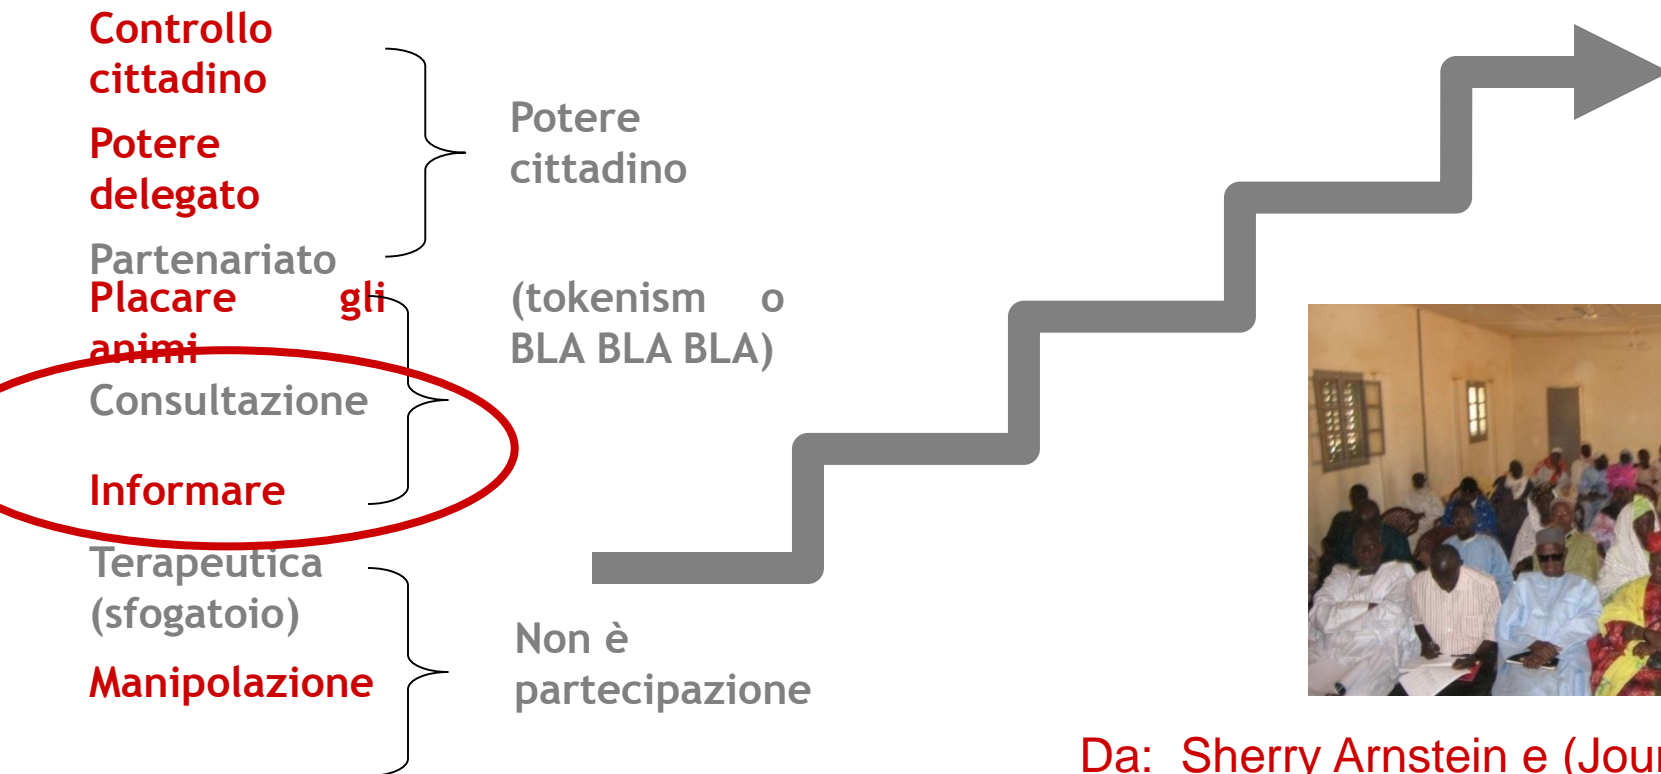 Controllo
cittadino
Potere
delegato
Partenariato
Placare gli
animi
Consultazione
Informare
Terapeutica
(sfogatoio)
Manipolazione
Potere
cittadino
(tokenism o
BLA BLA BLA)
Non è
partecipazione
Da: Sherry Arnstein e (Jour